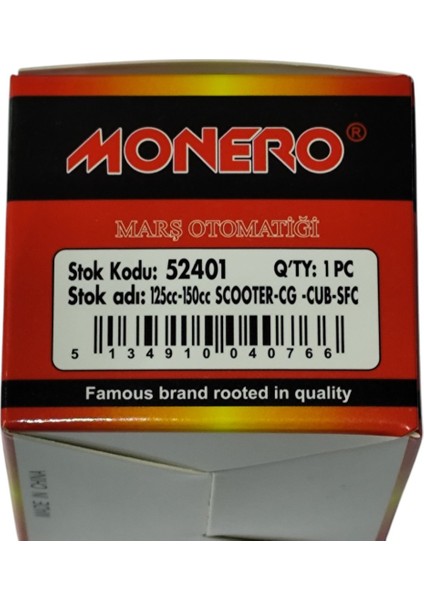 MONERO®
MARŞ OTOMATİĞİ
Stok Kodu: 52401 Q'TY: 1 PC
Stok adı: 125cc-150cc SCOOTER-CG -CUB-SFC
5 134910 040766
Famous brand rooted in quality
MADE IN CHINA